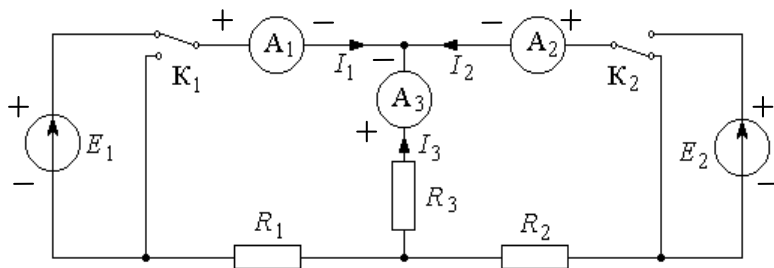 + A1 − − A2 +
I1 − I2
K1 K2
A3
+ + +
E1 I3 E2
− −
R3
R1 R2